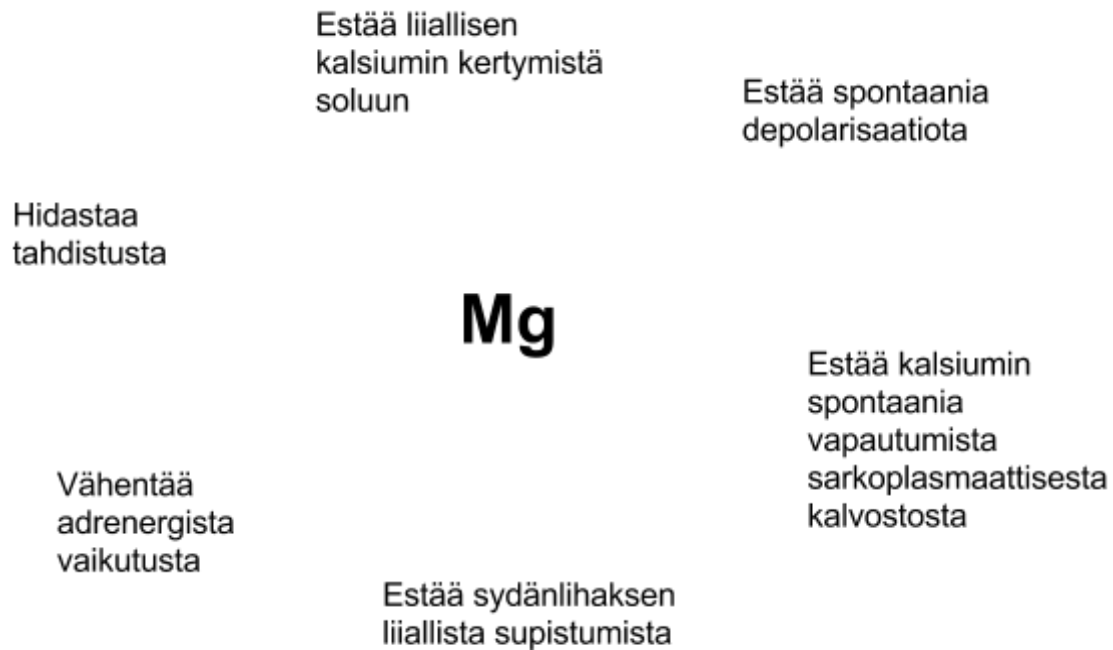 Estää liiallisen
kalsiumin kertymistä
soluun
Estää spontaania
depolarisaatiota
Hidastaa
tahdistusta
Mg
Estää kalsiumin
spontaania
vapautumista
sarkoplasmaattisesta
kalvostosta
Vähentää
adrenergista
vaikutusta
Estää sydänlihaksen
liiallista supistumista